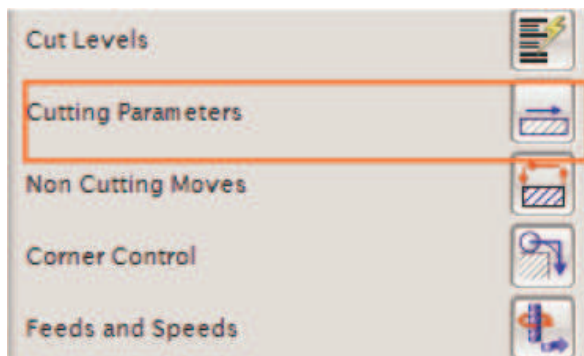 Cut Levels
Cutting Parameters
Non Cutting Moves
Corner Control
Feeds and Speeds